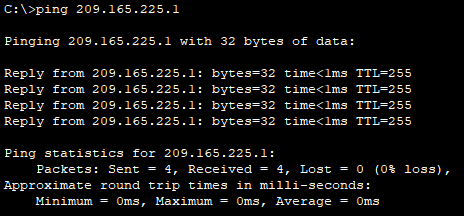 C:\>ping 209.165.225.1
Pinging 209.165.225.1 with 32 bytes of data:
Reply from 209.165.225.1: bytes=32 time<1ms TTL=255
Reply from 209.165.225.1: bytes=32 time<1ms TTL=255
Reply from 209.165.225.1: bytes=32 time<1ms TTL=255
Reply from 209.165.225.1: bytes=32 time<1ms TTL=255
Ping statistics for 209.165.225.1:
    Packets: Sent = 4, Received = 4, Lost = 0 (0% loss),
Approximate round trip times in milli-seconds:
    Minimum = 0ms, Maximum = 0ms, Average = 0ms